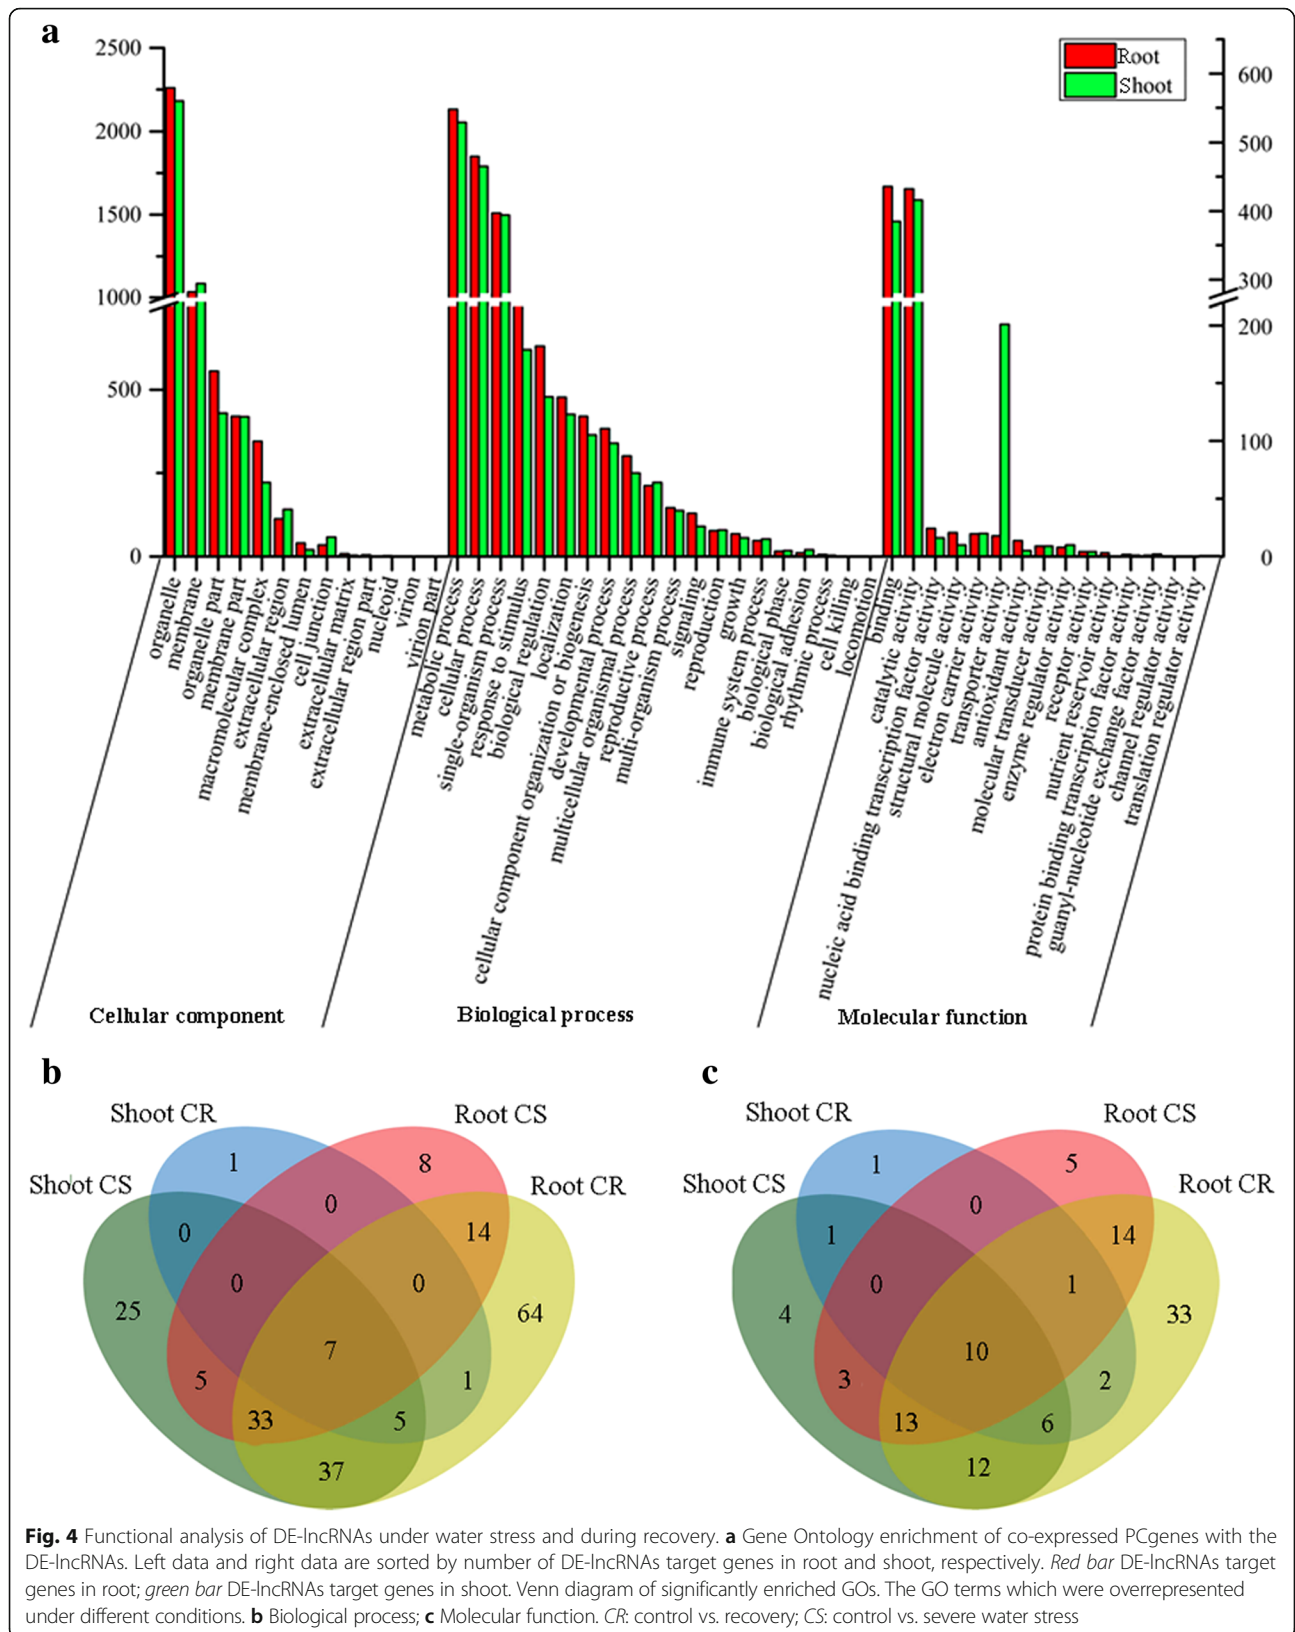 a
2500
2000
1500
1000
500
0
600
500
400
300
200
100
0
Root
Shoot
organelle
membrane
organelle part
membrane part
macromolecular complex
extracellular region
membrane-enclosed lumen
cell junction
extracellular matrix
extracellular region part
nucleoid
virion
virion part
metabolic process
cellular process
single-organism process
response to stimulus
biological regulation
localization
cellular component organization or biogenesis
developmental process
multicellular organismal process
reproductive process
multi-organism process
signaling
reproduction
growth
immune system process
biological phase
biological adhesion
rhythmic process
cell killing
locomotion
binding
catalytic activity
nucleic acid binding transcription factor activity
structural molecule activity
electron carrier activity
transporter activity
antioxidant activity
molecular transducer activity
enzyme regulator activity
receptor activity
nutrient reservoir activity
protein binding transcription factor activity
guanyl-nucleotide exchange factor activity
channel regulator activity
translation regulator activity
Cellular component
Biological process
Molecular function
b
Shoot CR
Root CS
Shoot CS
Root CR
1
8
0
0
14
0
0
25
64
7
5
1
33
5
37
c
Shoot CR
Root CS
Shoot CS
Root CR
1
5
0
1
14
0
1
4
33
10
3
2
13
6
12
Fig. 4 Functional analysis of DE-lncRNAs under water stress and during recovery. a Gene Ontology enrichment of co-expressed PCgenes with the
DE-lncRNAs. Left data and right data are sorted by number of DE-lncRNAs target genes in root and shoot, respectively. Red bar DE-lncRNAs target
genes in root; green bar DE-lncRNAs target genes in shoot. Venn diagram of significantly enriched GOs. The GO terms which were overrepresented
under different conditions. b Biological process; c Molecular function. CR: control vs. recovery; CS: control vs. severe water stress